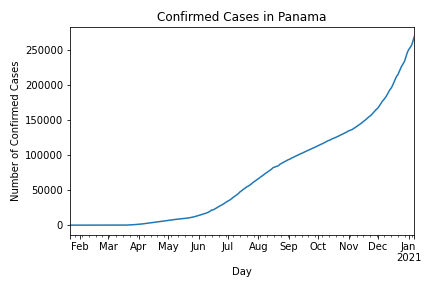 Confirmed Cases in Panama
Number of Confirmed Cases
250000
200000
150000
100000
50000
0
Feb Mar Apr May Jun Jul Aug Sep Oct Nov Dec Jan
2021
Day